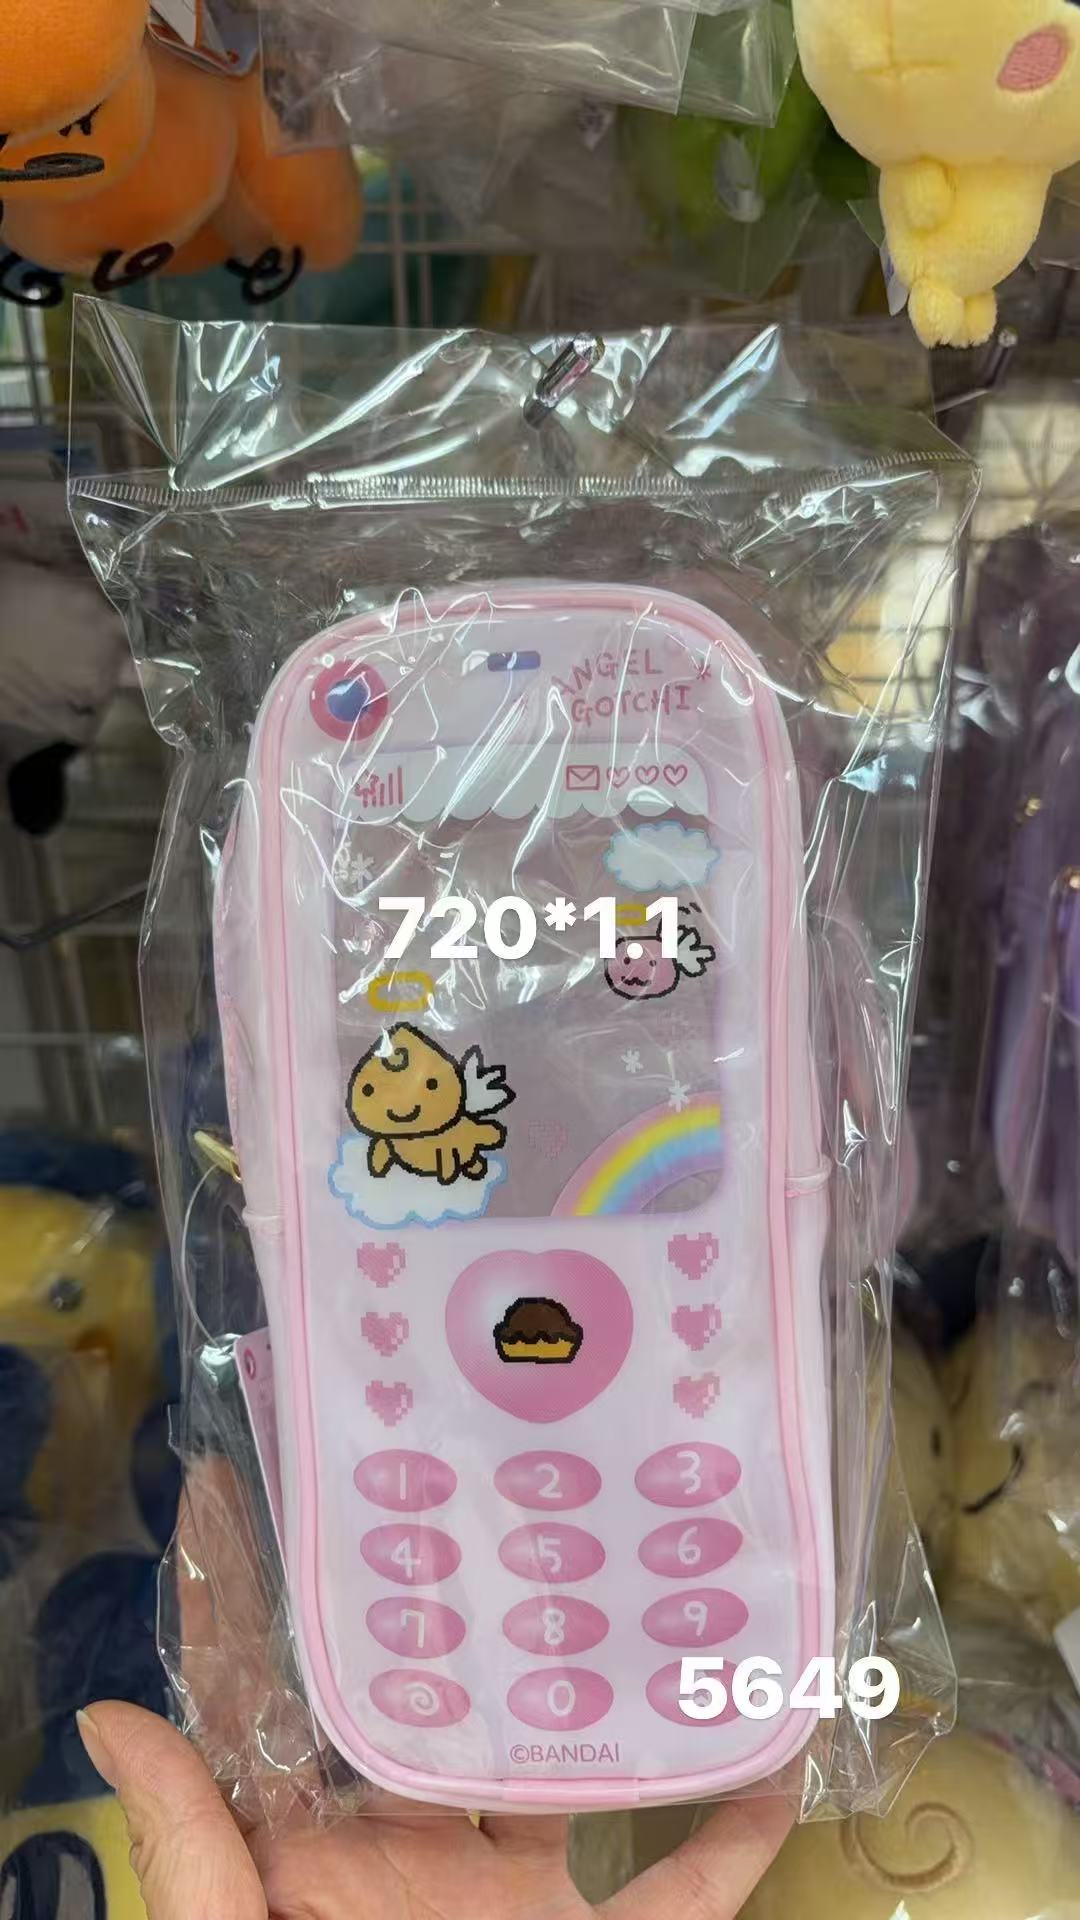 ANGEL
GOTCHI
720*1.1
1 2 3
4 5 6
7 8 9
0
5649
©BANDAI